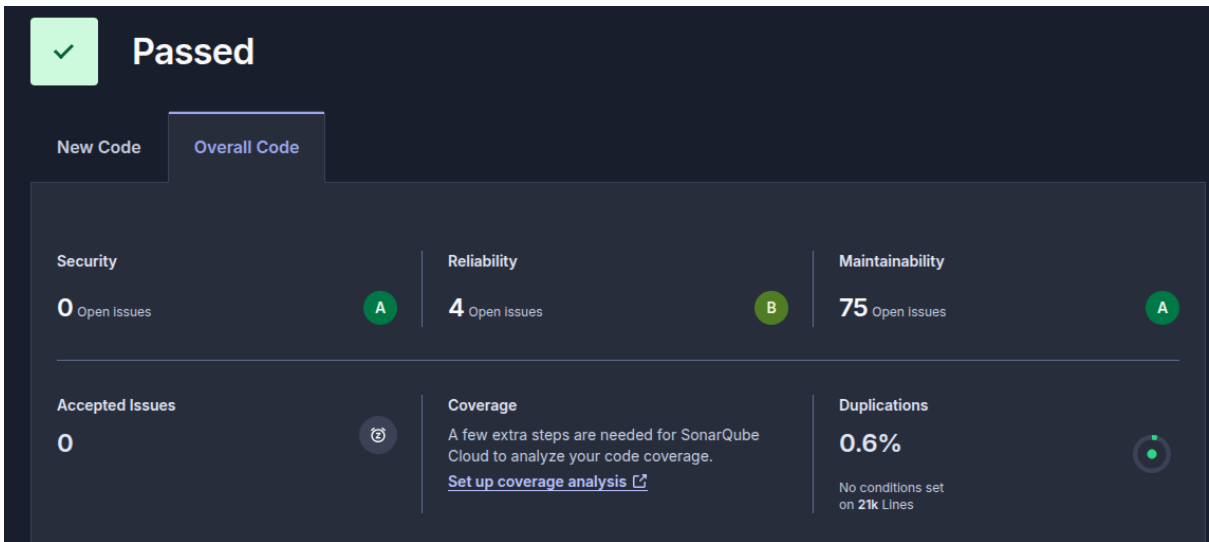 Passed
New Code
Overall Code
Security
0 Open issues
A
Reliability
4 Open issues
B
Maintainability
75 Open issues
A
Accepted Issues
0
Coverage
A few extra steps are needed for SonarQube
Cloud to analyze your code coverage.
Set up coverage analysis
Duplications
0.6%
No conditions set
on 21k Lines